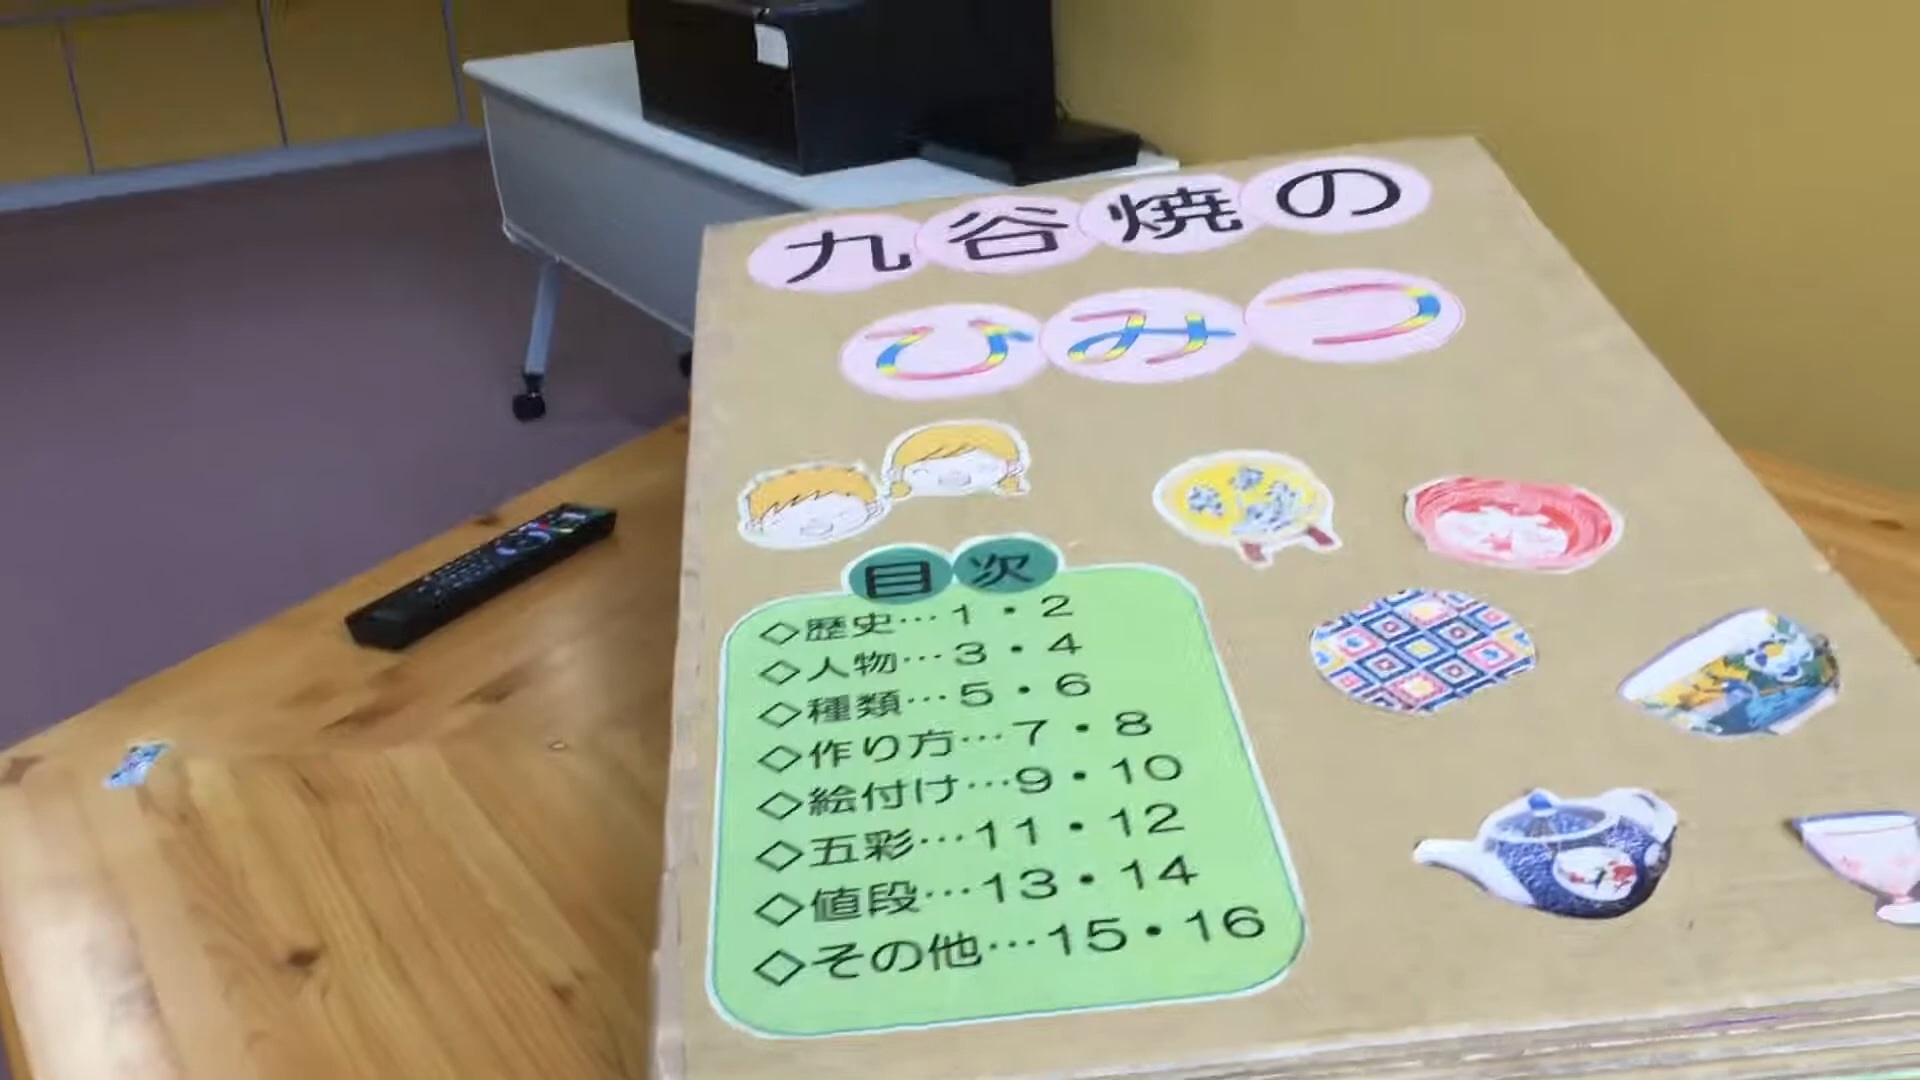 九谷焼の
ひみつ
目次
◇歴史…1・2
◇人物…3・4
◇種類…5・6
◇作り方…7・8
◇絵付け…9・10
◇五彩…11・12
◇値段…13・14
◇その他…15・16